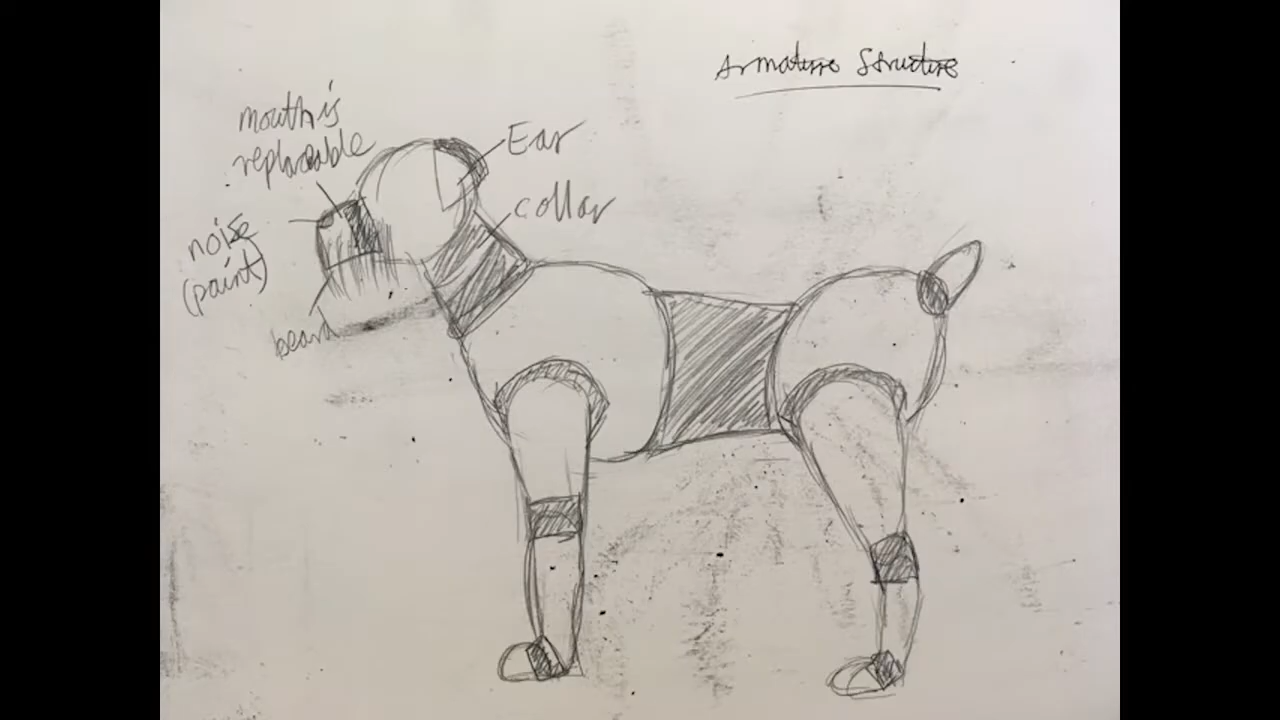 Armature Structure
mouth is
replaceable
Ear
collar
noise
(paint)
beard